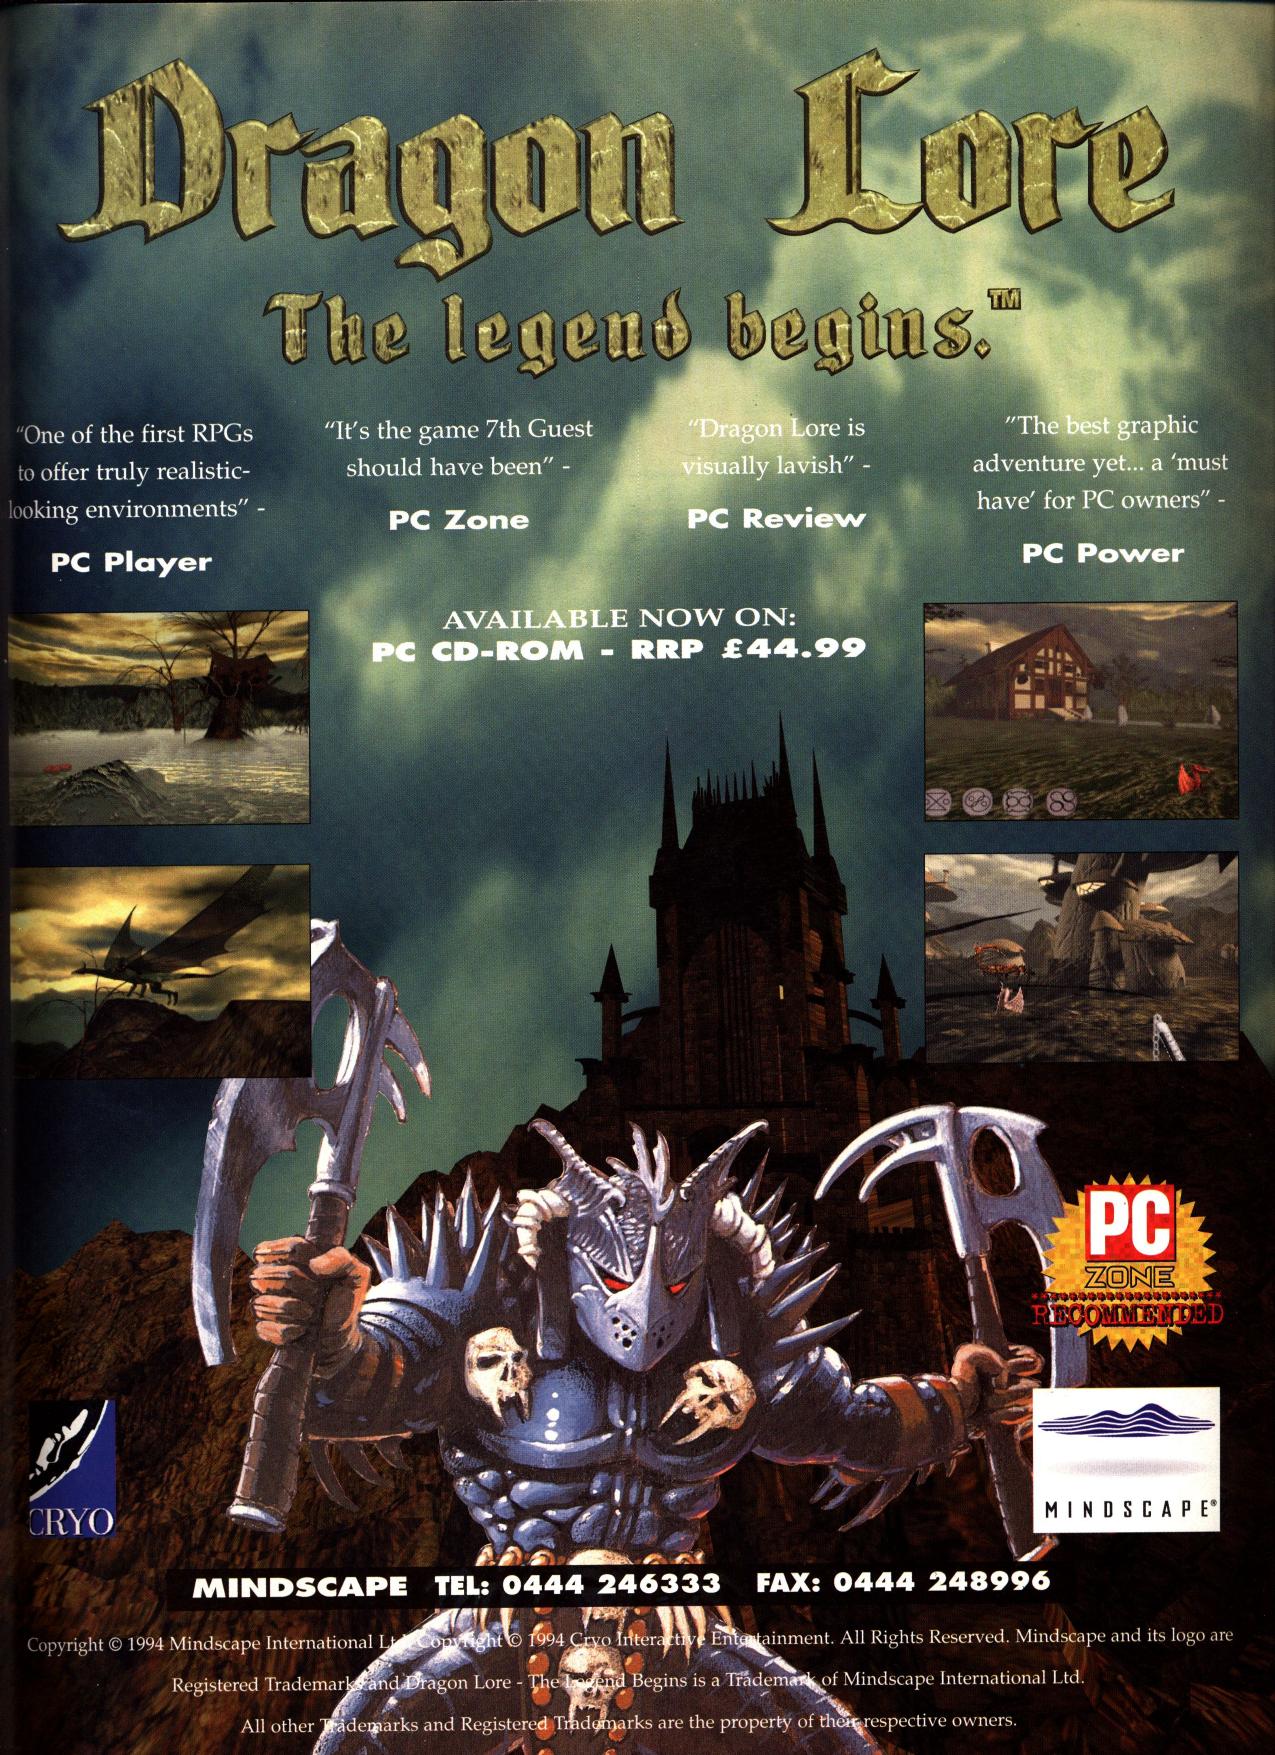 Dragon Lore
The legend begins.™
"One of the first RPGs
to offer truly realistic-
looking environments" -
PC Player
"It's the game 7th Guest
should have been" -
PC Zone
"Dragon Lore is
visually lavish" -
PC Review
"The best graphic
adventure yet... a 'must
have' for PC owners" -
PC Power
AVAILABLE NOW ON:
PC CD-ROM - RRP £44.99
PC
ZONE
RECOMMENDED
CRYO
MINDSCAPE®
MINDSCAPE TEL: 0444 246333 FAX: 0444 248996
Copyright © 1994 Mindscape International Ltd. Copyright © 1994 Cryo Interactive Entertainment. All Rights Reserved. Mindscape and its logo are
Registered Trademarks and Dragon Lore - The Legend Begins is a Trademark of Mindscape International Ltd.
All other Trademarks and Registered Trademarks are the property of their respective owners.